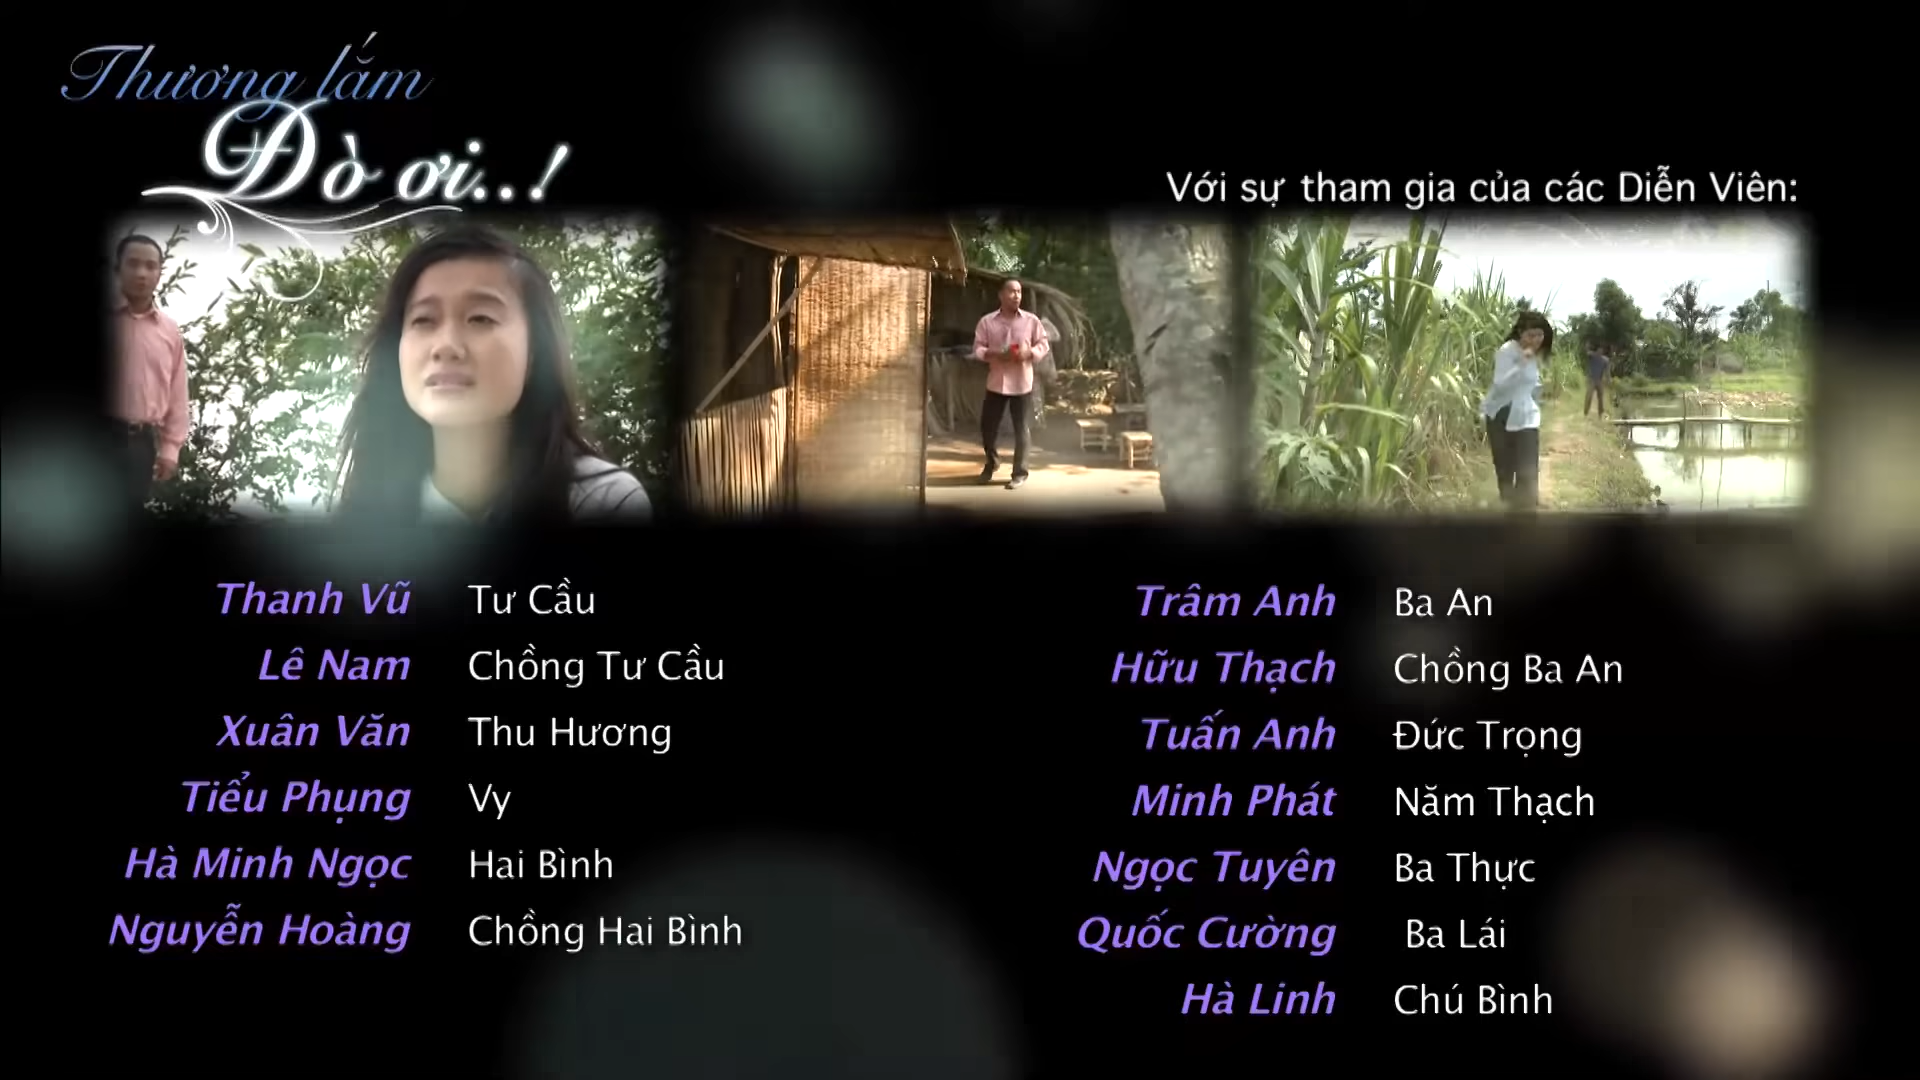 Thương lắm
Đò ơi..!
Với sự tham gia của các Diễn Viên:
Thanh Vũ Tư Cầu
Lê Nam Chồng Tư Cầu
Xuân Văn Thu Hương
Tiểu Phụng Vy
Hà Minh Ngọc Hai Bình
Nguyễn Hoàng Chồng Hai Bình
Trâm Anh Ba An
Hữu Thạch Chồng Ba An
Tuấn Anh Đức Trọng
Minh Phát Năm Thạch
Ngọc Tuyên Ba Thực
Quốc Cường Ba Lái
Hà Linh Chú Bình